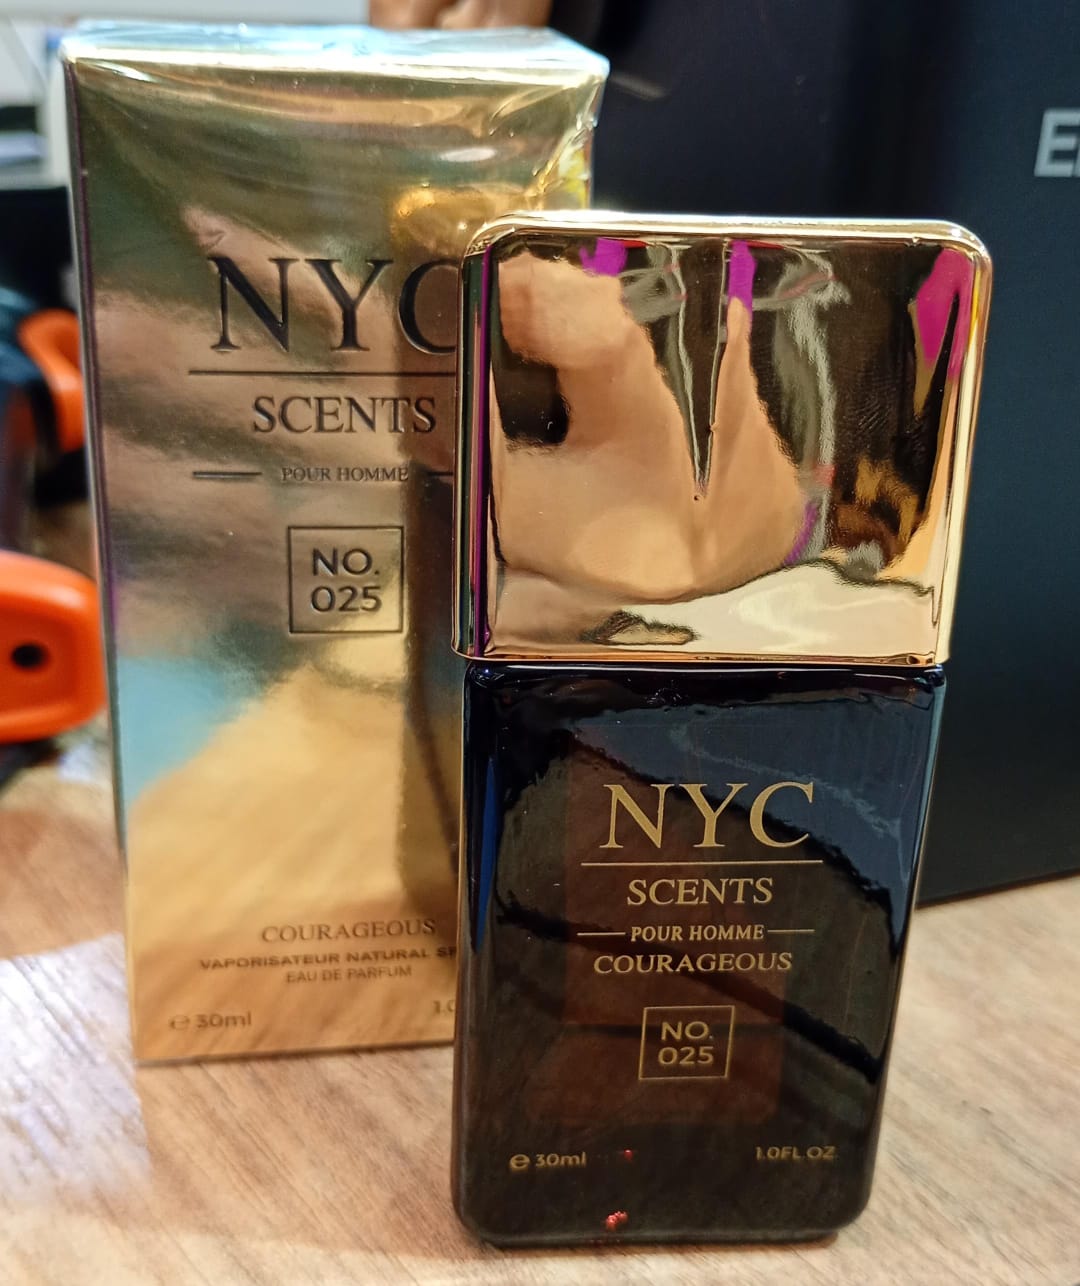 NYC
SCENTS
POUR HOMME
NO.
025
COURAGEOUS
VAPORISATEUR NATURAL
EAU DE PARFUM
e 30ml
NYC
SCENTS
POUR HOMME
COURAGEOUS
NO.
025
e 30ml 1.0FL.OZ.